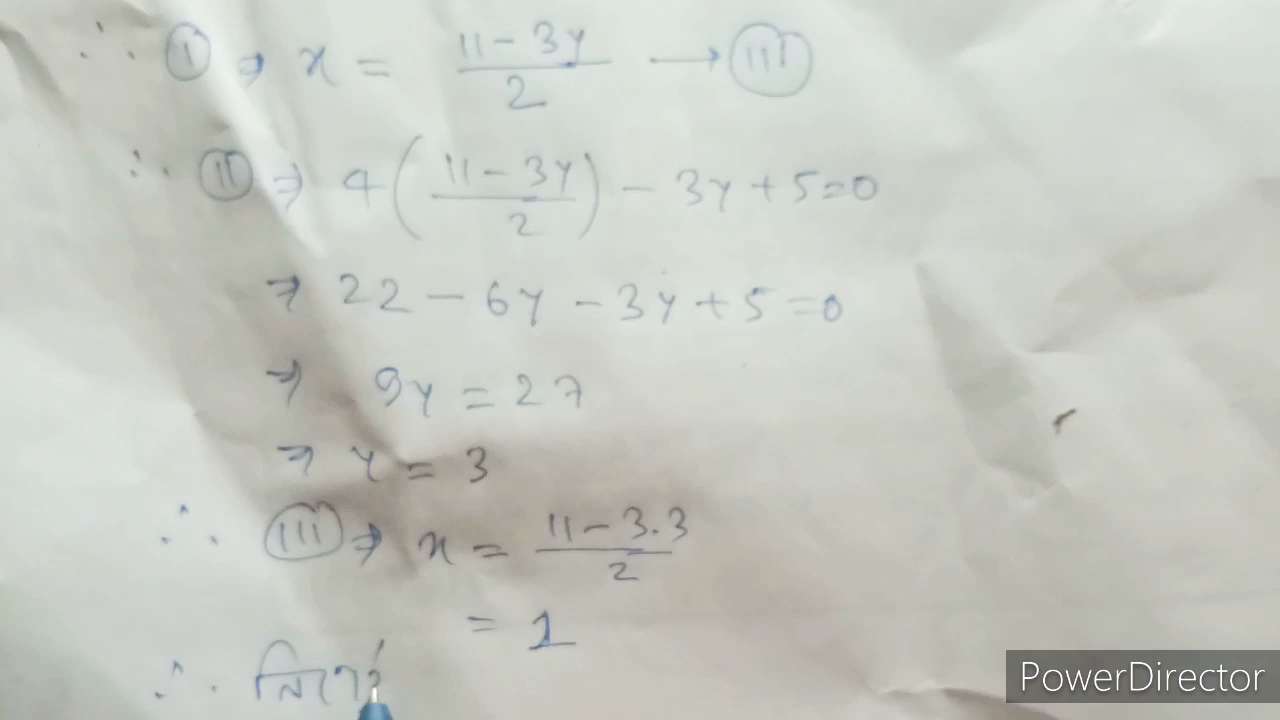 ∴ (I) ⇒ x = (11 - 3y)/2 → (III)
∴ (II) ⇒ 4((11 - 3y)/2) - 3y + 5 = 0
⇒ 22 - 6y - 3y + 5 = 0
⇒ 9y = 27
⇒ y = 3
∴ (III) ⇒ x = (11 - 3.3)/2
= 1
∴
PowerDirector